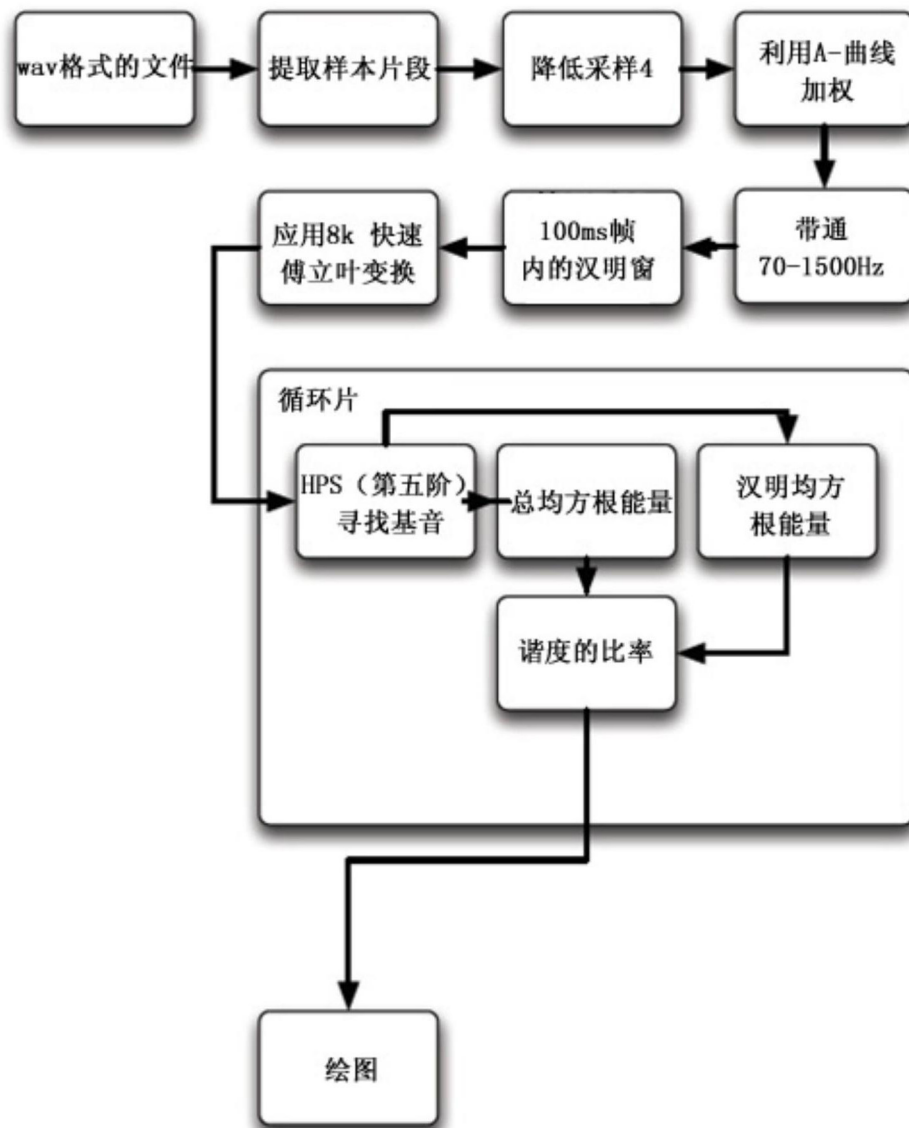 wav格式的文件
提取样本片段
降低采样4
利用A-曲线
加权
带通
70-1500Hz
100ms帧
内的汉明窗
应用8k 快速
傅立叶变换
循环片
HPS（第五阶）
寻找基音
总均方根能量
汉明均方
根能量
谐度的比率
绘图